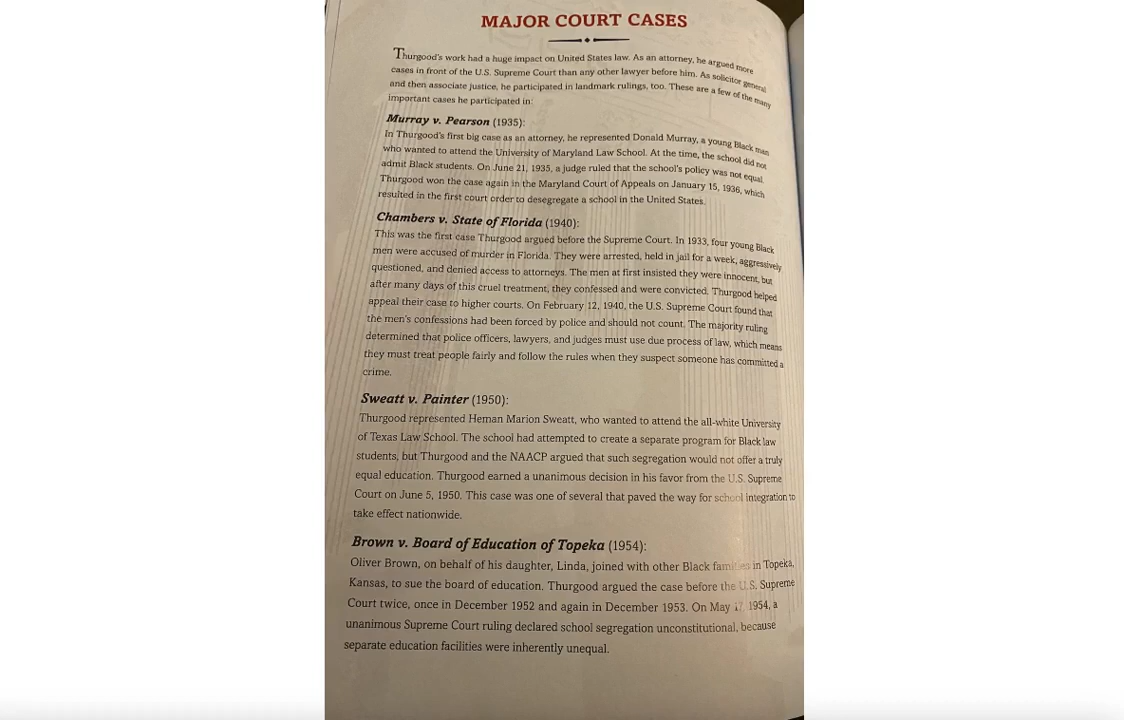 MAJOR COURT CASES
Thurgood's work had a huge impact on United States law. As an attorney, he argued more
cases in front of the U.S. Supreme Court than any other lawyer before him. As solicitor general
and then associate justice, he participated in landmark rulings, too. These are a few of the many
important cases he participated in:
Murray v. Pearson (1935):
In Thurgood's first big case as an attorney, he represented Donald Murray, a young Black man
who wanted to attend the University of Maryland Law School. At the time, the school did not
admit Black students. On June 21, 1935, a judge ruled that the school's policy was not equal.
Thurgood won the case again in the Maryland Court of Appeals on January 15, 1936, which
resulted in the first court order to desegregate a school in the United States.
Chambers v. State of Florida (1940):
This was the first case Thurgood argued before the Supreme Court. In 1933, four young Black
men were accused of murder in Florida. They were arrested, held in jail for a week, aggressively
questioned, and denied access to attorneys. The men at first insisted they were innocent, but
after many days of this cruel treatment, they confessed and were convicted. Thurgood helped
appeal their case to higher courts. On February 12, 1940, the U.S. Supreme Court found that
the men's confessions had been forced by police and should not count. The majority ruling
determined that police officers, lawyers, and judges must use due process of law, which means
they must treat people fairly and follow the rules when they suspect someone has committed a
crime.
Sweatt v. Painter (1950):
Thurgood represented Heman Marion Sweatt, who wanted to attend the all-white University
of Texas Law School. The school had attempted to create a separate program for Black law
students, but Thurgood and the NAACP argued that such segregation would not offer a truly
equal education. Thurgood earned a unanimous decision in his favor from the U.S. Supreme
Court on June 5, 1950. This case was one of several that paved the way for school integration to
take effect nationwide.
Brown v. Board of Education of Topeka (1954):
Oliver Brown, on behalf of his daughter, Linda, joined with other Black families in Topeka,
Kansas, to sue the board of education. Thurgood argued the case before the U.S. Supreme
Court twice, once in December 1952 and again in December 1953. On May 17, 1954, a
unanimous Supreme Court ruling declared school segregation unconstitutional, because
separate education facilities were inherently unequal.